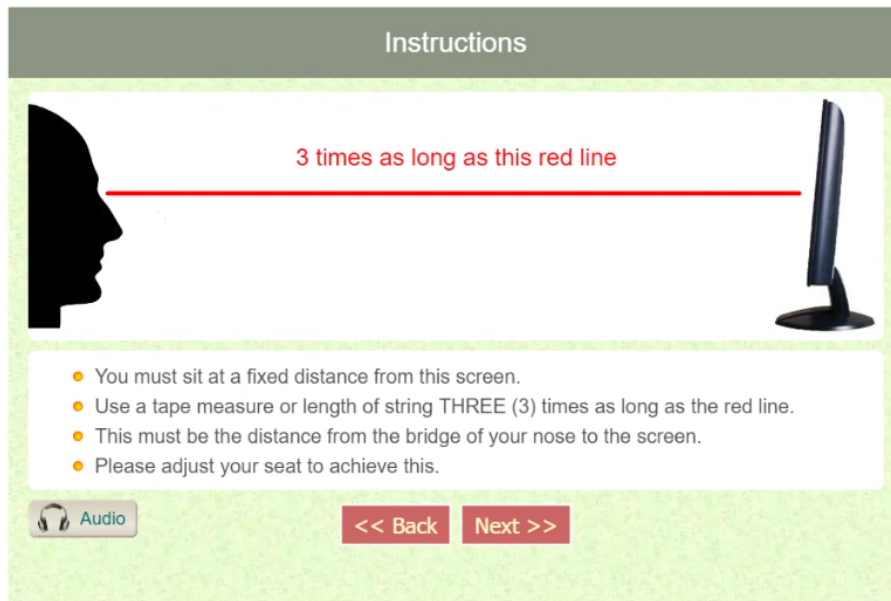 Instructions
3 times as long as this red line
You must sit at a fixed distance from this screen.
Use a tape measure or length of string THREE (3) times as long as the red line.
This must be the distance from the bridge of your nose to the screen.
Please adjust your seat to achieve this.
Audio
<< Back
Next >>